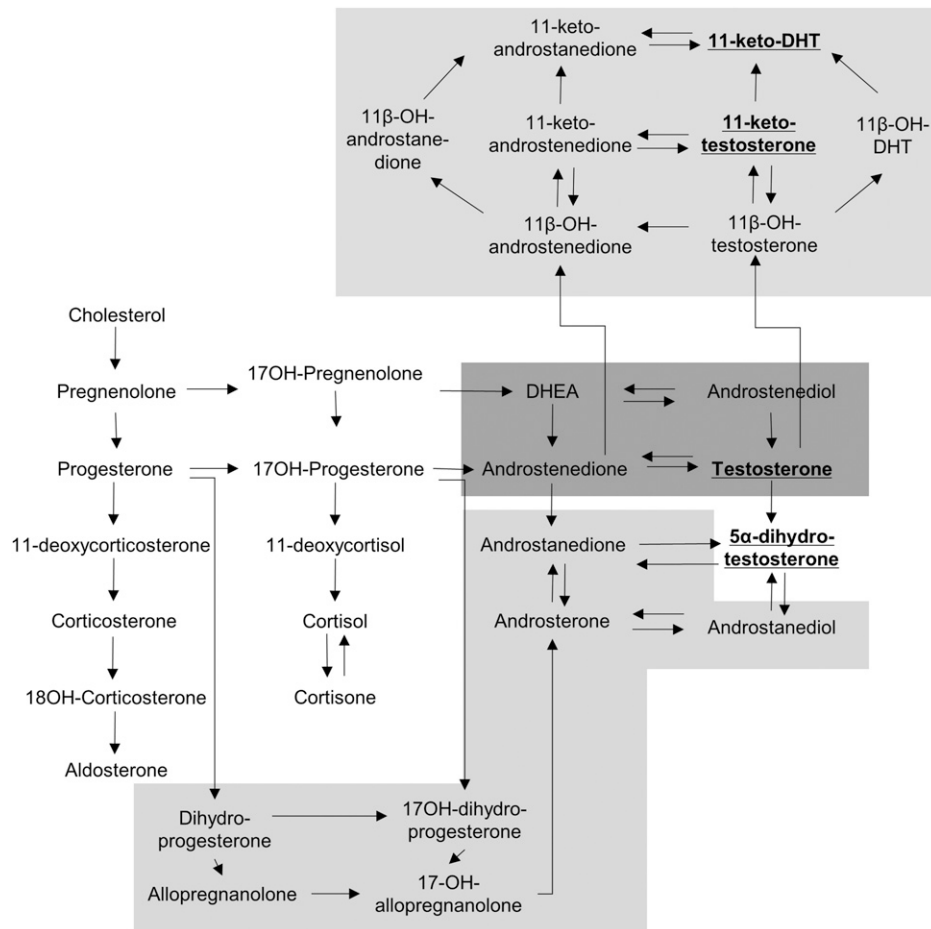 11-keto-
androstanedione
11-keto-DHT
11β-OH-
androstane-
dione
11-keto-
androstenedione
11-keto-
testosterone
11β-OH-
DHT
11β-OH-
androstenedione
11β-OH-
testosterone
Cholesterol
Pregnenolone
17OH-Pregnenolone
DHEA
Androstenediol
Progesterone
17OH-Progesterone
Androstenedione
Testosterone
11-deoxycorticosterone
11-deoxycortisol
Androstanedione
5α-dihydro-
testosterone
Corticosterone
Cortisol
Androsterone
Androstanediol
18OH-Corticosterone
Cortisone
Aldosterone
Dihydro-
progesterone
17OH-dihydro-
progesterone
Allopregnanolone
17-OH-
allopregnanolone